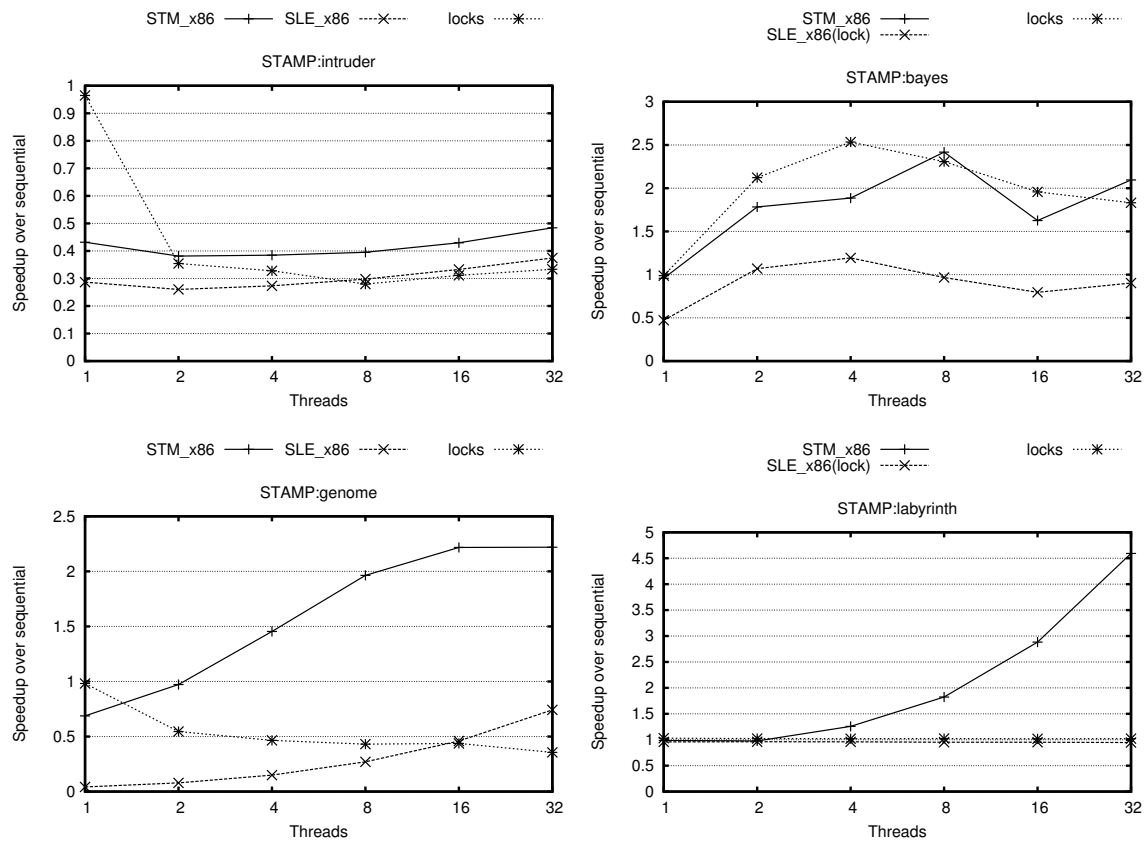 STM_x86 SLE_x86 locks
STAMP:intruder
Speedup over sequential
1
0.9
0.8
0.7
0.6
0.5
0.4
0.3
0.2
0.1
0
1 2 4 8 16 32
Threads
STM_x86 locks
SLE_x86(lock)
STAMP:bayes
Speedup over sequential
3
2.5
2
1.5
1
0.5
0
1 2 4 8 16 32
Threads
STM_x86 SLE_x86 locks
STAMP:genome
Speedup over sequential
2.5
2
1.5
1
0.5
0
1 2 4 8 16 32
Threads
STM_x86 locks
SLE_x86(lock)
STAMP:labyrinth
Speedup over sequential
5
4.5
4
3.5
3
2.5
2
1.5
1
0.5
0
1 2 4 8 16 32
Threads